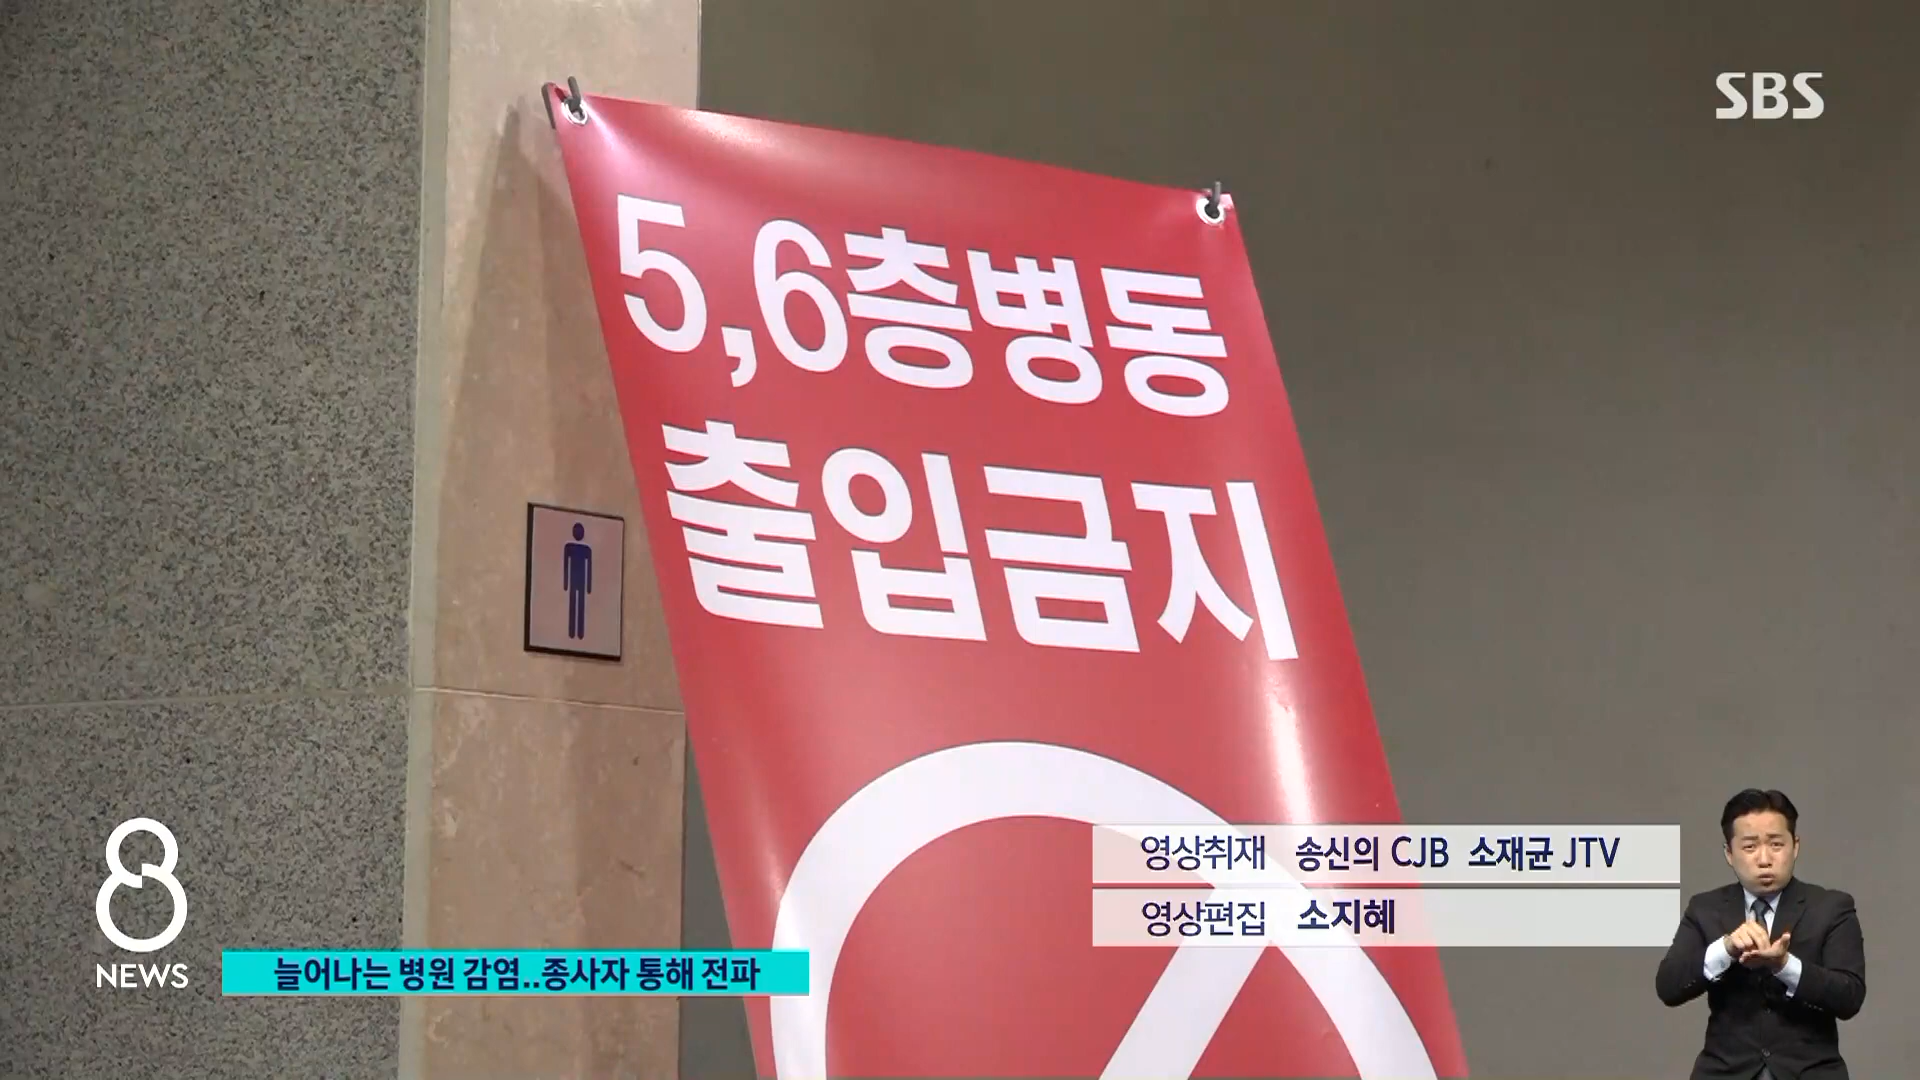 SBS
5,6층병동
출입금지
영상취재 송신의 CJB 소재균 JTV
영상편집 소지혜
8
NEWS
늘어나는 병원 감염..종사자 통해 전파